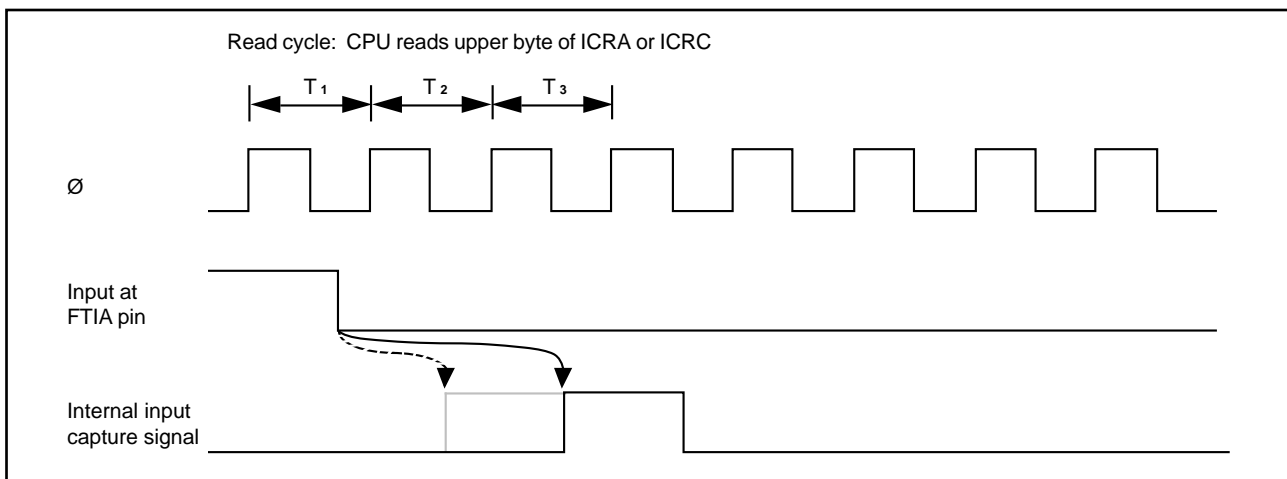 Read cycle: CPU reads upper byte of ICRA or ICRC
T1 T2 T3
Ø
Input at
FTIA pin
Internal input
capture signal